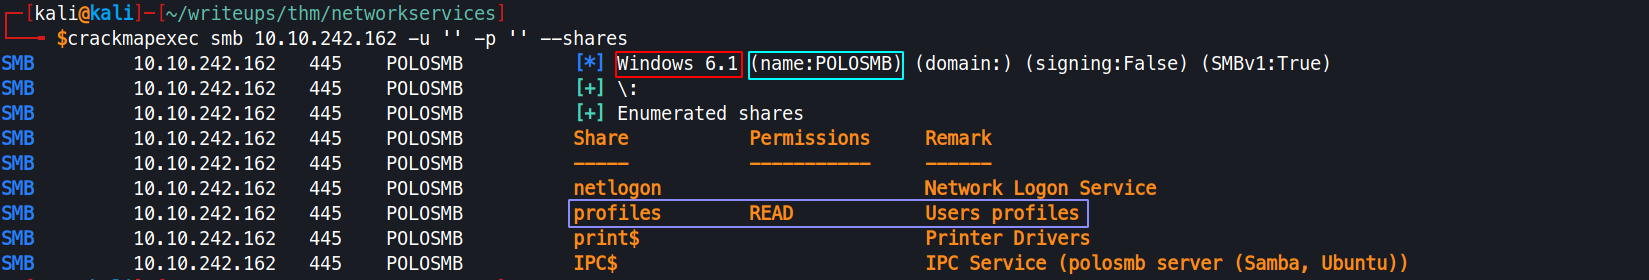 ┌─[kali@kali]─[~/writeups/thm/networkservices]
└──╼ $crackmapexec smb 10.10.242.162 -u '' -p '' --shares
SMB 10.10.242.162 445 POLOSMB [*] Windows 6.1 (name:POLOSMB) (domain:) (signing:False) (SMBv1:True)
SMB 10.10.242.162 445 POLOSMB [+] \:
SMB 10.10.242.162 445 POLOSMB [+] Enumerated shares
SMB 10.10.242.162 445 POLOSMB Share Permissions Remark
SMB 10.10.242.162 445 POLOSMB ----- ----------- ------
SMB 10.10.242.162 445 POLOSMB netlogon Network Logon Service
SMB 10.10.242.162 445 POLOSMB profiles READ Users profiles
SMB 10.10.242.162 445 POLOSMB print$ Printer Drivers
SMB 10.10.242.162 445 POLOSMB IPC$ IPC Service (polosmb server (Samba, Ubuntu))